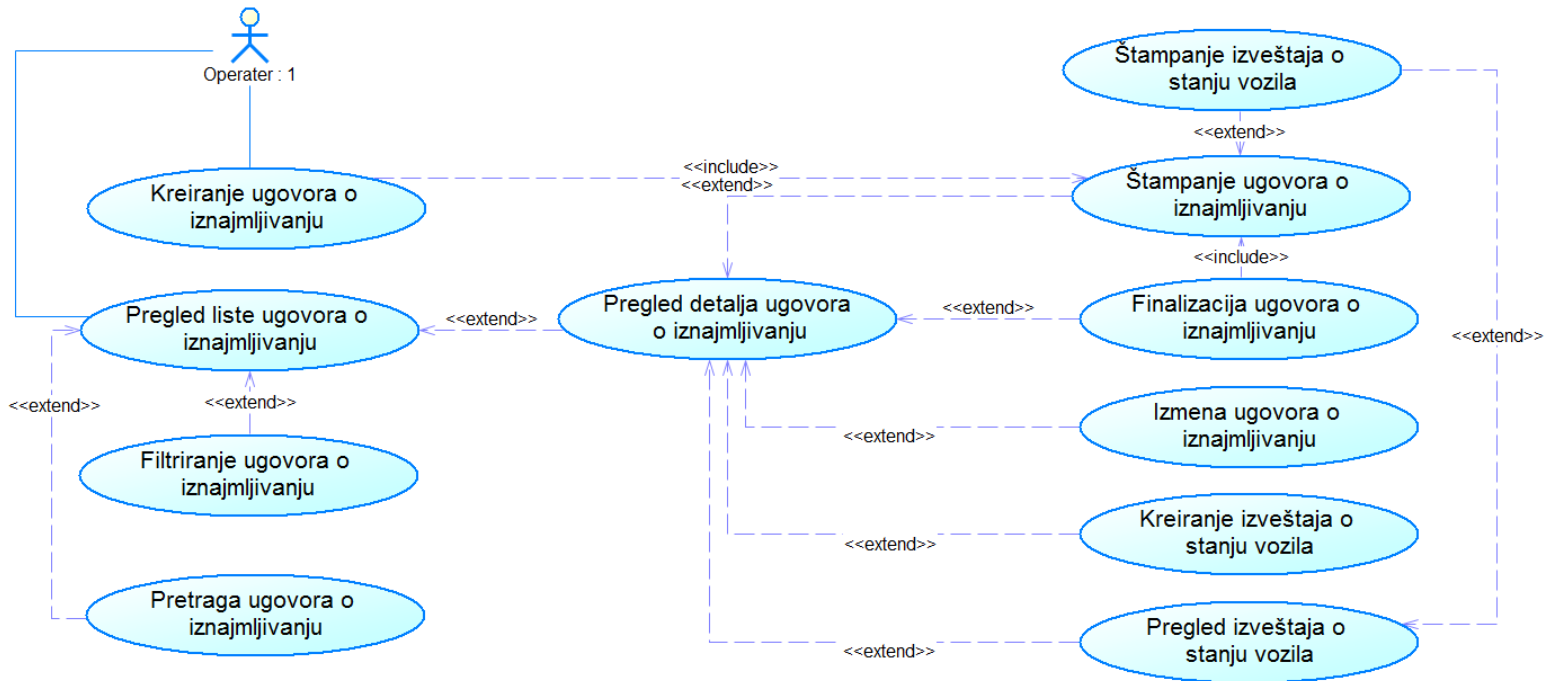 Operater : 1
Štampanje izveštaja o
stanju vozila
<<extend>>
<<include>>
<<extend>>
Kreiranje ugovora o
iznajmljivanju
Štampanje ugovora o
iznajmljivanju
<<include>>
Pregled liste ugovora o
iznajmljivanju
<<extend>>
Pregled detalja ugovora
o iznajmljivanju
<<extend>>
Finalizacija ugovora o
iznajmljivanju
<<extend>>
<<extend>>
<<extend>>
Izmena ugovora o
iznajmljivanju
<<extend>>
Filtriranje ugovora o
iznajmljivanju
Kreiranje izveštaja o
stanju vozila
<<extend>>
Pretraga ugovora o
iznajmljivanju
Pregled izveštaja o
stanju vozila
<<extend>>